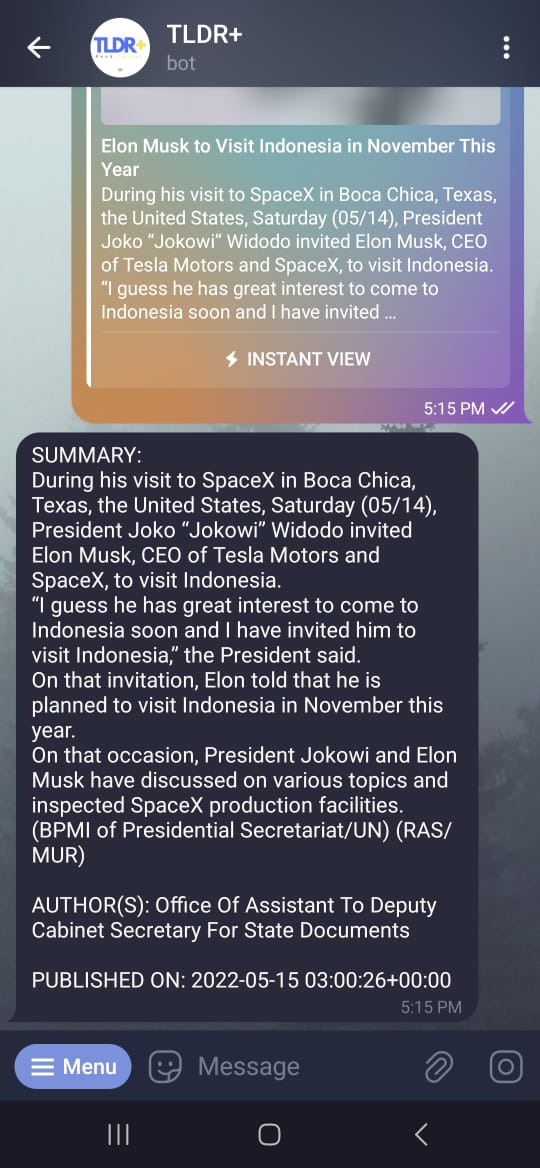 TLDR+
TLDR+
bot
Elon Musk to Visit Indonesia in November This
Year
During his visit to SpaceX in Boca Chica, Texas,
the United States, Saturday (05/14), President
Joko “Jokowi” Widodo invited Elon Musk, CEO
of Tesla Motors and SpaceX, to visit Indonesia.
“I guess he has great interest to come to
Indonesia soon and I have invited ...
INSTANT VIEW
5:15 PM
SUMMARY:
During his visit to SpaceX in Boca Chica,
Texas, the United States, Saturday (05/14),
President Joko “Jokowi” Widodo invited
Elon Musk, CEO of Tesla Motors and
SpaceX, to visit Indonesia.
“I guess he has great interest to come to
Indonesia soon and I have invited him to
visit Indonesia,” the President said.
On that invitation, Elon told that he is
planned to visit Indonesia in November this
year.
On that occasion, President Jokowi and Elon
Musk have discussed on various topics and
inspected SpaceX production facilities.
(BPMI of Presidential Secretariat/UN) (RAS/
MUR)
AUTHOR(S): Office Of Assistant To Deputy
Cabinet Secretary For State Documents
PUBLISHED ON: 2022-05-15 03:00:26+00:00
5:15 PM
Menu
Message